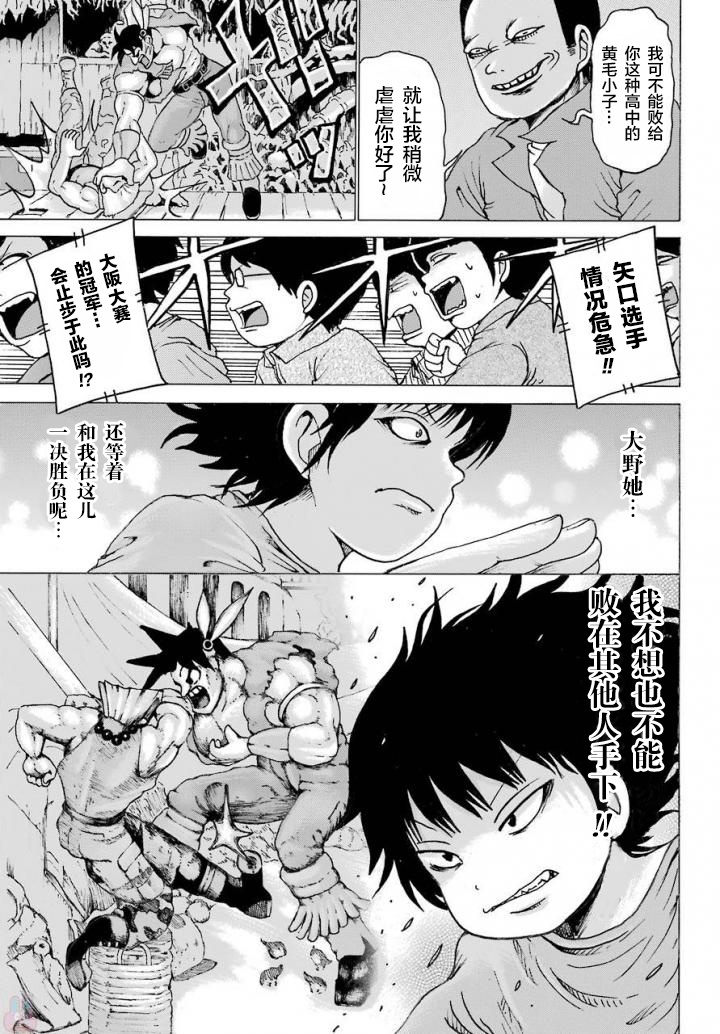 我可不能败给
你这种高中的
黄毛小子…
就让我稍微
虐虐你好了~
矢口选手
情况危急!!
大阪大赛
的冠军…
会止步于此吗!?
大野她…
还等着
和我在这儿
一决胜负呢…
我不想也不能
败在其他人手下!!